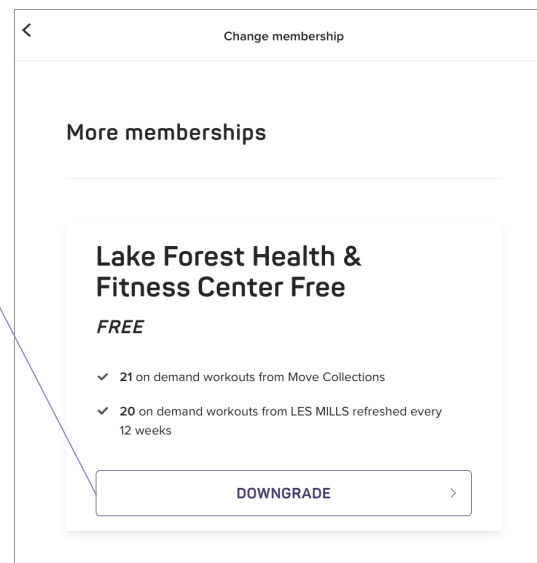 Change membership
More memberships
Lake Forest Health &
Fitness Center Free
FREE
21 on demand workouts from Move Collections
20 on demand workouts from LES MILLS refreshed every
12 weeks
DOWNGRADE